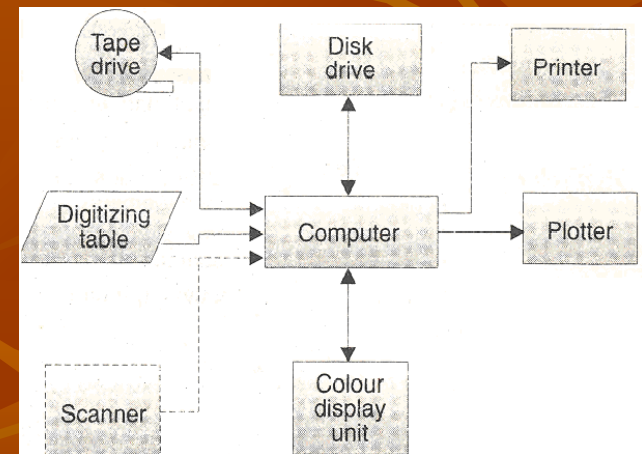 Tape
drive
Disk
drive
Printer
Digitizing
table
Computer
Plotter
Scanner
Colour
display
unit